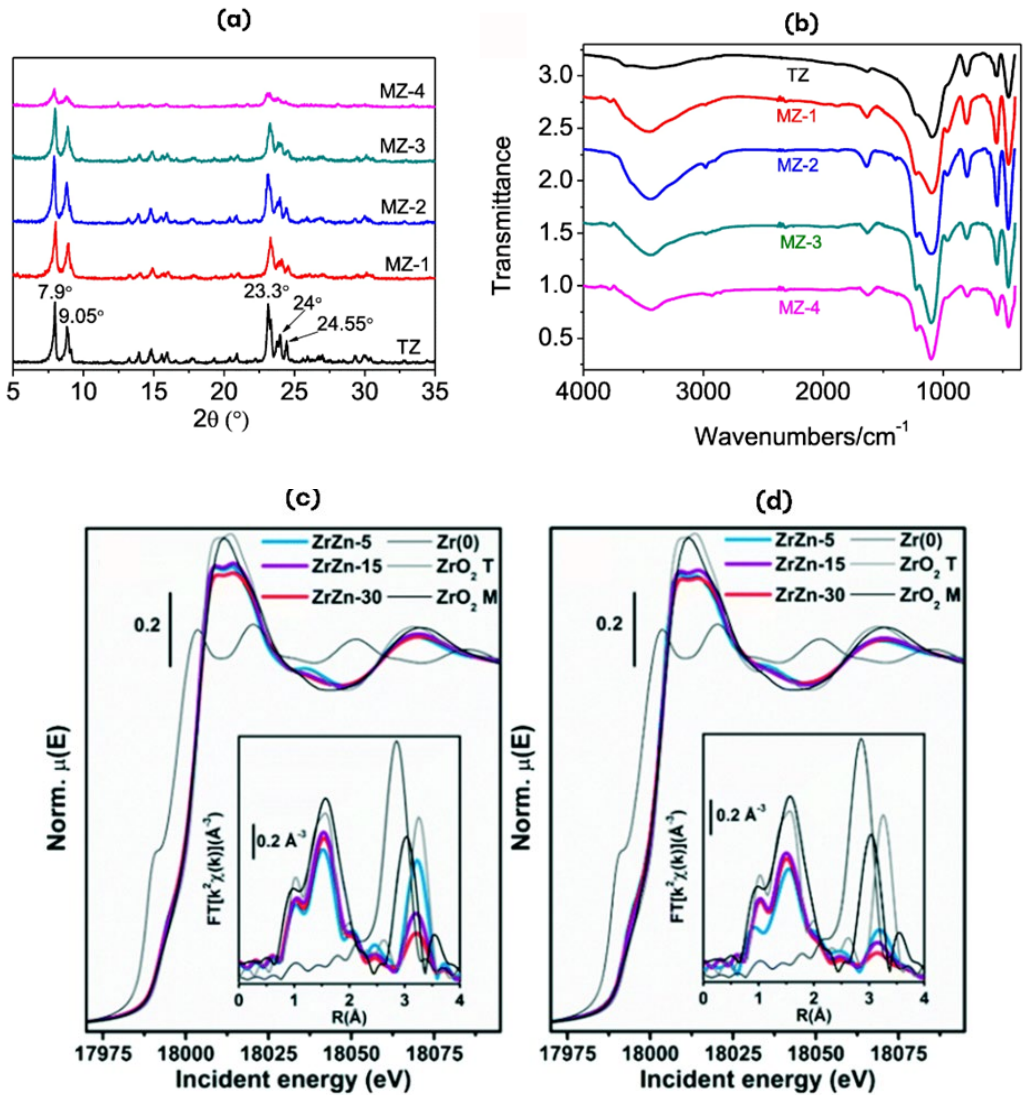 (a)
MZ-4
MZ-3
MZ-2
MZ-1
7.9°
9.05°
23.3°
24°
24.55°
TZ
5 10 15 20 25 30 35
2θ (°)
(b)
Transmittance
3.0
2.5
2.0
1.5
1.0
0.5
TZ
MZ-1
MZ-2
MZ-3
MZ-4
4000 3000 2000 1000
Wavenumbers/cm⁻¹
(c)
Norm. μ(E)
ZrZn-5 Zr(0)
ZrZn-15 ZrO₂ T
ZrZn-30 ZrO₂ M
0.2
FT[k²χ(k)](Å⁻³)
0.2 Å⁻³
0 1 2 3 4
R(Å)
17975 18000 18025 18050 18075
Incident energy (eV)
(d)
Norm. μ(E)
ZrZn-5 Zr(0)
ZrZn-15 ZrO₂ T
ZrZn-30 ZrO₂ M
0.2
FT[k²χ(k)](Å⁻³)
0.2 Å⁻³
0 1 2 3 4
R(Å)
17975 18000 18025 18050 18075
Incident energy (eV)